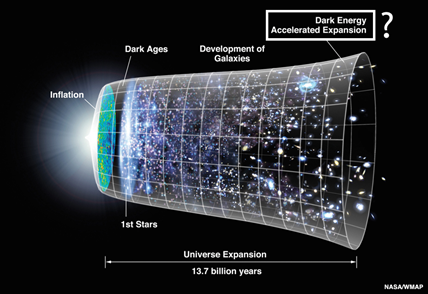 Dark Energy
Accelerated Expansion
?
Dark Ages
Development of
Galaxies
Inflation
1st Stars
Universe Expansion
13.7 billion years
NASA/WMAP